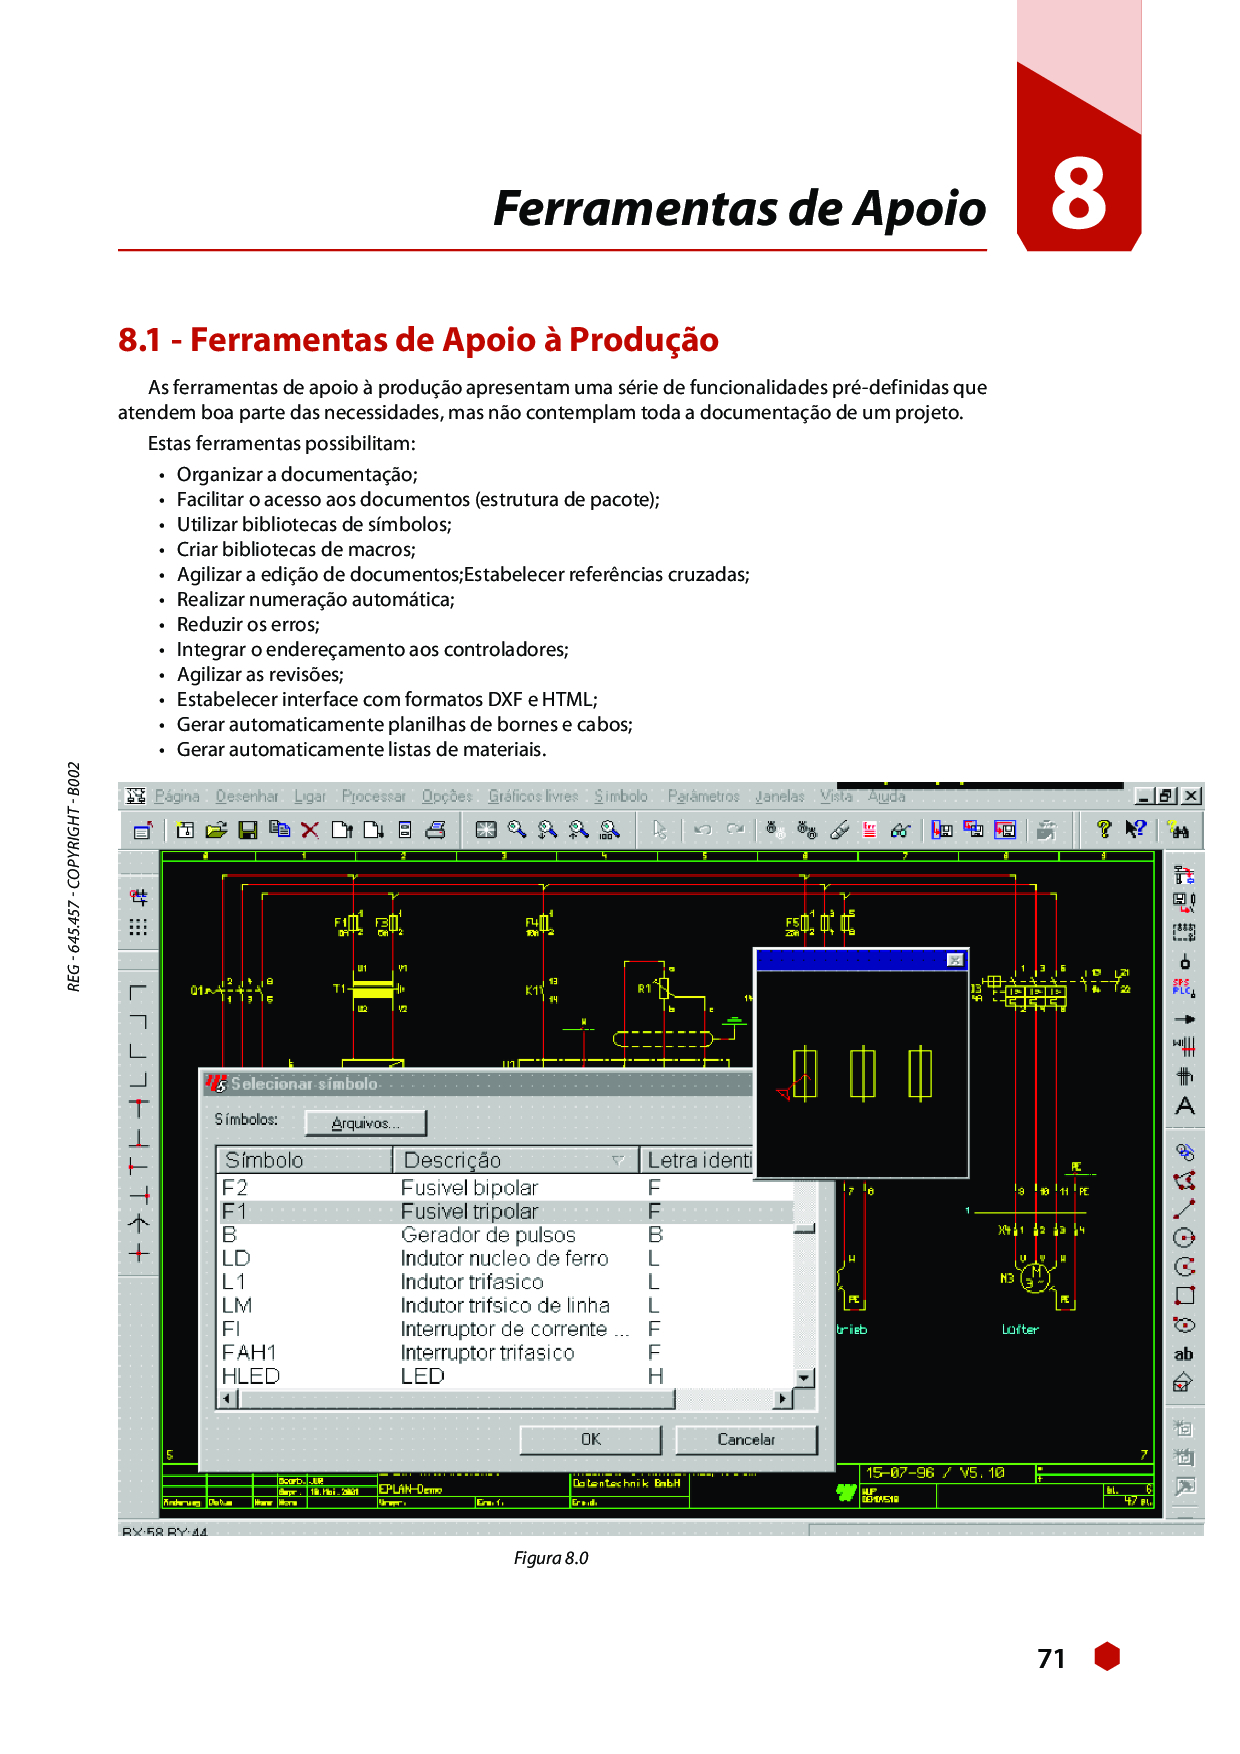 8
Ferramentas de Apoio
8.1 - Ferramentas de Apoio à Produção
As ferramentas de apoio à produção apresentam uma série de funcionalidades pré-definidas que
atendem boa parte das necessidades, mas não contemplam toda a documentação de um projeto.
Estas ferramentas possibilitam:
• Organizar a documentação;
• Facilitar o acesso aos documentos (estrutura de pacote);
• Utilizar bibliotecas de símbolos;
• Criar bibliotecas de macros;
• Agilizar a edição de documentos;Estabelecer referências cruzadas;
• Realizar numeração automática;
• Reduzir os erros;
• Integrar o endereçamento aos controladores;
• Agilizar as revisões;
• Estabelecer interface com formatos DXF e HTML;
• Gerar automaticamente planilhas de bornes e cabos;
• Gerar automaticamente listas de materiais.
REG - 645.457 - COPYRIGHT - B002
Página Desenhar Ligar Processar Opções Gráficos livres Símbolo Parâmetros Janelas Vista Ajuda
F1 F3 F4 F5
Q1 T1 K11 R1
Selecionar símbolo
Símbolos: Arquivos...
Símbolo Descrição Letra identi
F2 Fusivel bipolar F
F1 Fusivel tripolar F
B Gerador de pulsos B
LD Indutor nucleo de ferro L
L1 Indutor trifasico L
LM Indutor trifsico de linha L
FI Interruptor de corrente ... F
FAH1 Interruptor trifasico F
HLED LED H
OK Cancelar
PE
M3
trieb Lüfter
5 7
EPLAN-Demo
Datentechnik GmbH
15-07-96 / V5.10
RX:58 RY:44
Figura 8.0
71